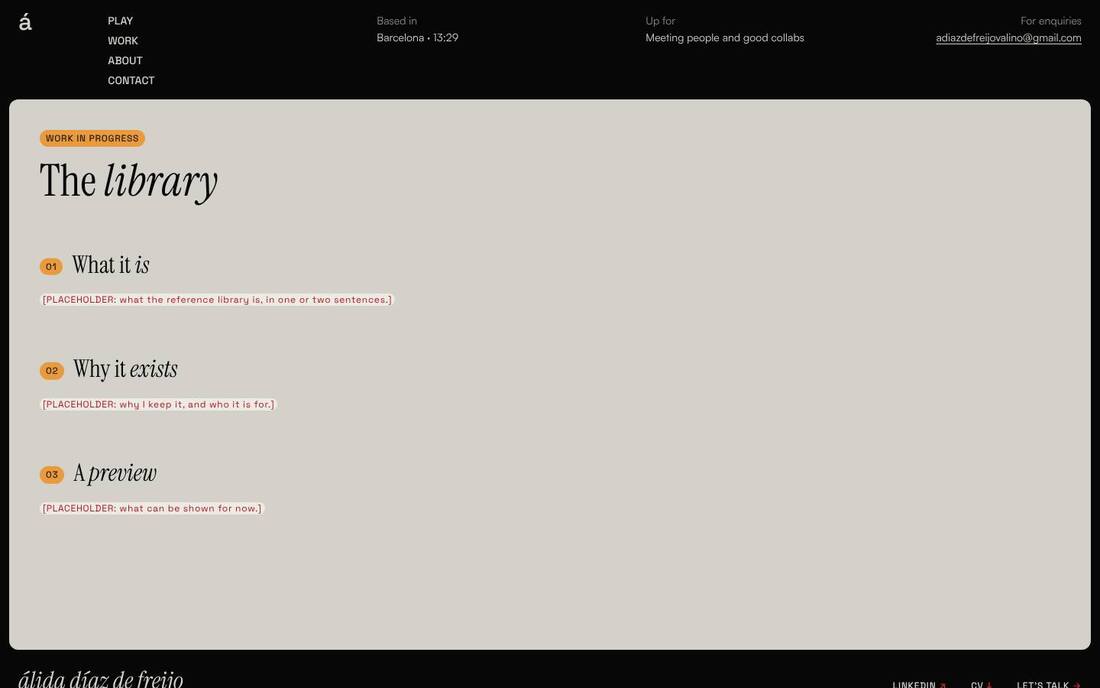 á
PLAY
WORK
ABOUT
CONTACT
Based in
Barcelona · 13:29
Up for
Meeting people and good collabs
For enquiries
adiazdefreijovalino@gmail.com
WORK IN PROGRESS
The library
01 What it is
[PLACEHOLDER: what the reference library is, in one or two sentences.]
02 Why it exists
[PLACEHOLDER: why I keep it, and who it is for.]
03 A preview
[PLACEHOLDER: what can be shown for now.]
álida díaz de freijo
LINKEDIN ↗ CV ↓ LET'S TALK →